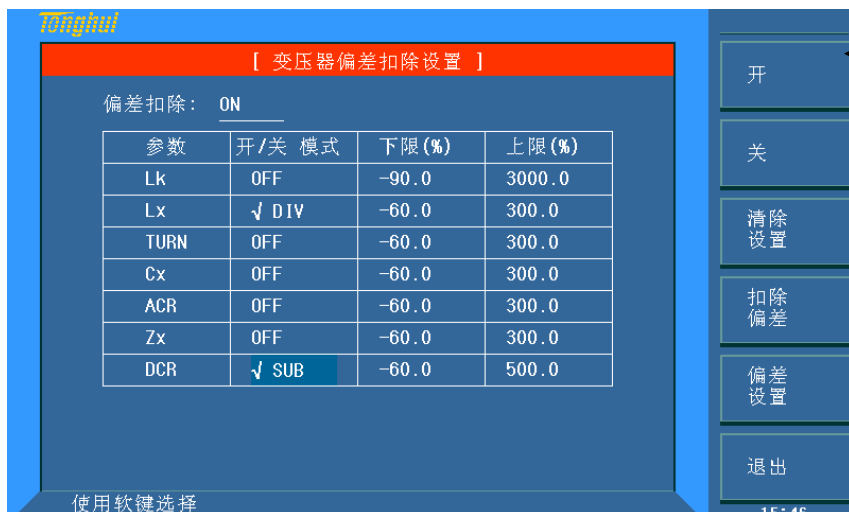 Tonghui
[ 变压器偏差扣除设置 ]
偏差扣除: ON
参数 开/关 模式 下限(%) 上限(%)
Lk OFF -90.0 3000.0
Lx √ DIV -60.0 300.0
TURN OFF -60.0 300.0
Cx OFF -60.0 300.0
ACR OFF -60.0 300.0
Zx OFF -60.0 300.0
DCR √ SUB -60.0 500.0
使用软键选择
开
关
清除
设置
扣除
偏差
偏差
设置
退出